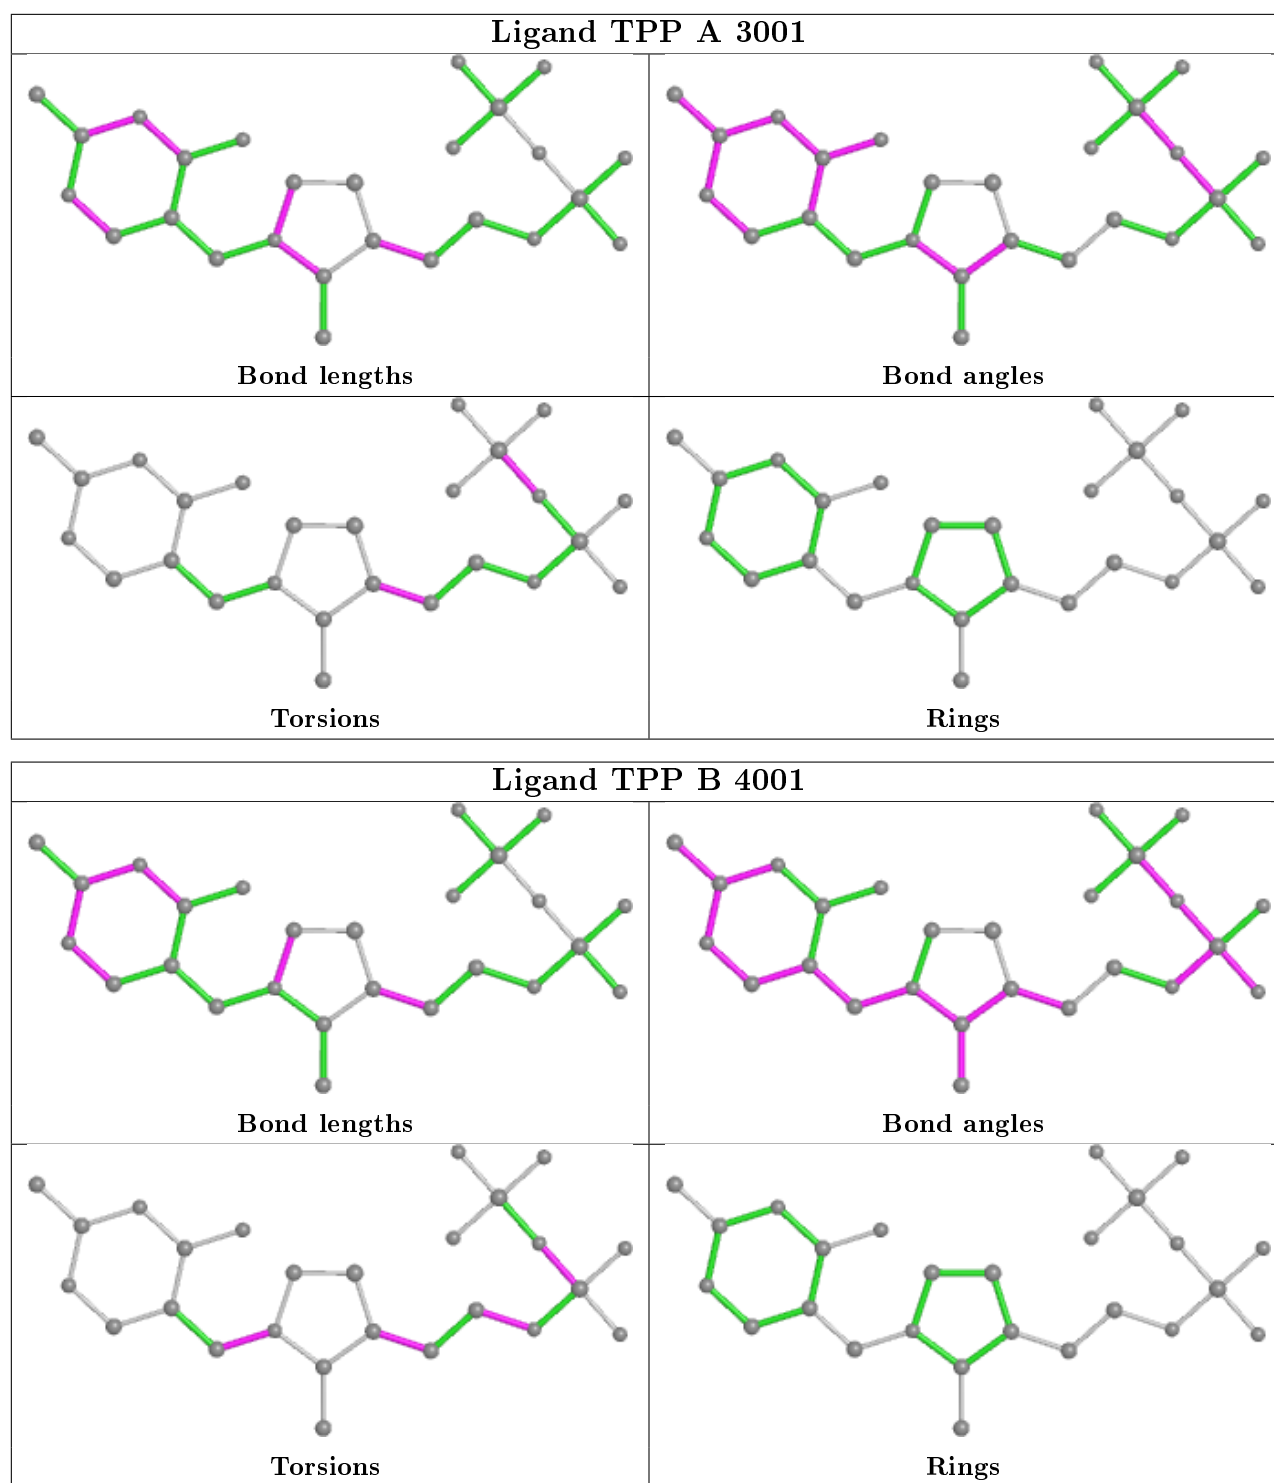 Ligand TPP A 3001
Bond lengths
Bond angles
Torsions
Rings
Ligand TPP B 4001
Bond lengths
Bond angles
Torsions
Rings